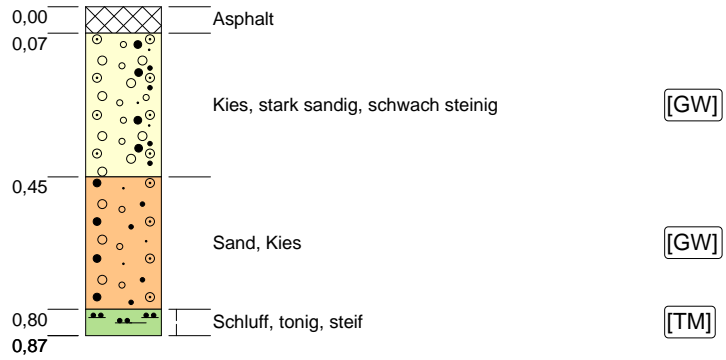 0,00
Asphalt
0,07
Kies, stark sandig, schwach steinig [GW]
0,45
Sand, Kies [GW]
0,80
Schluff, tonig, steif [TM]
0,87